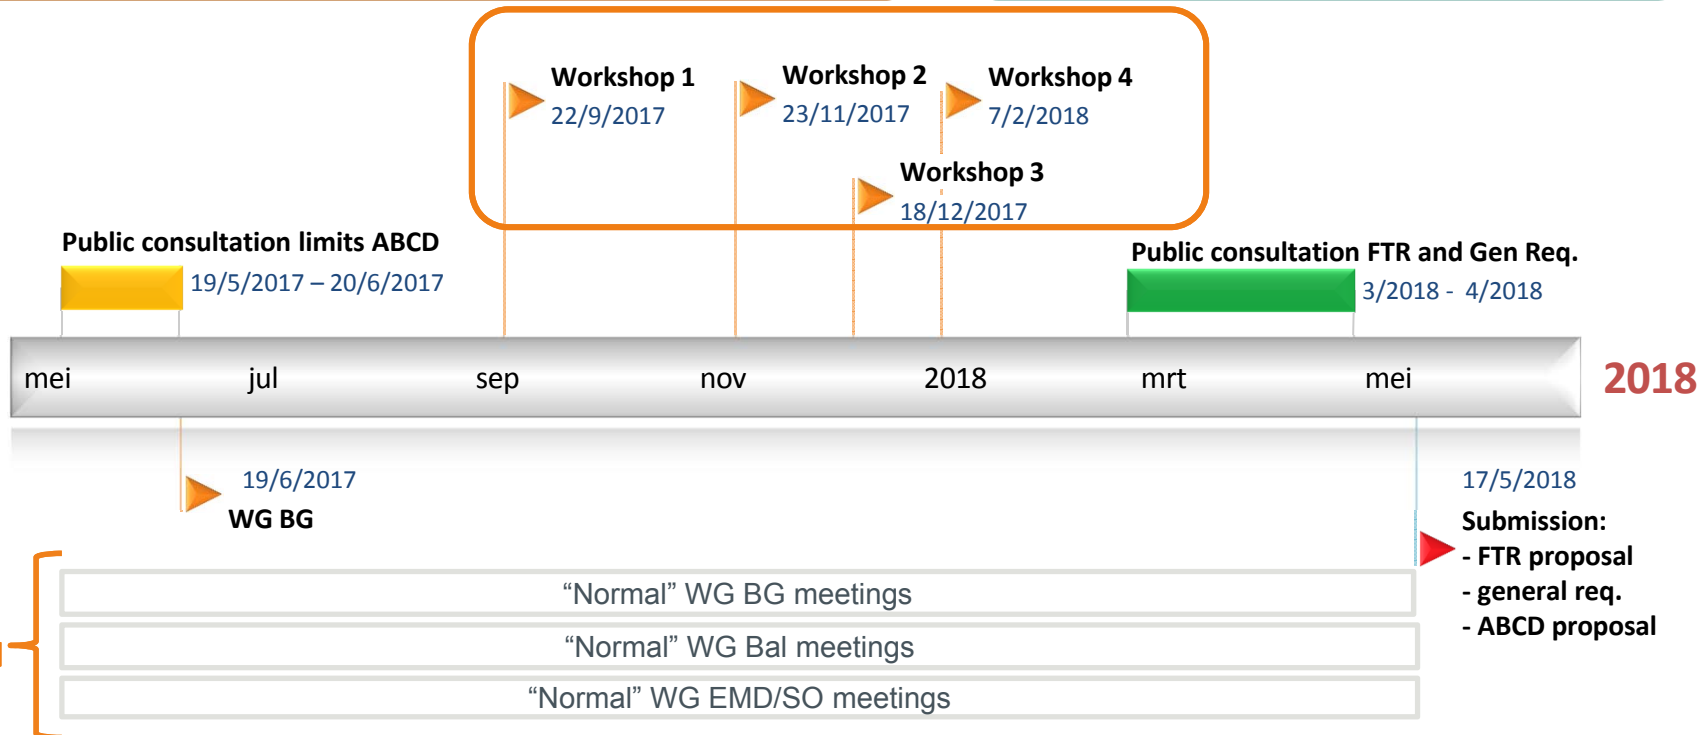 Workshop 1
22/9/2017
Workshop 2
23/11/2017
Workshop 4
7/2/2018
Workshop 3
18/12/2017
Public consultation limits ABCD
19/5/2017 – 20/6/2017
Public consultation FTR and Gen Req.
3/2018 - 4/2018
mei jul sep nov 2018 mrt mei
2018
19/6/2017
WG BG
17/5/2018
Submission:
- FTR proposal
- general req.
- ABCD proposal
“Normal” WG BG meetings
“Normal” WG Bal meetings
“Normal” WG EMD/SO meetings